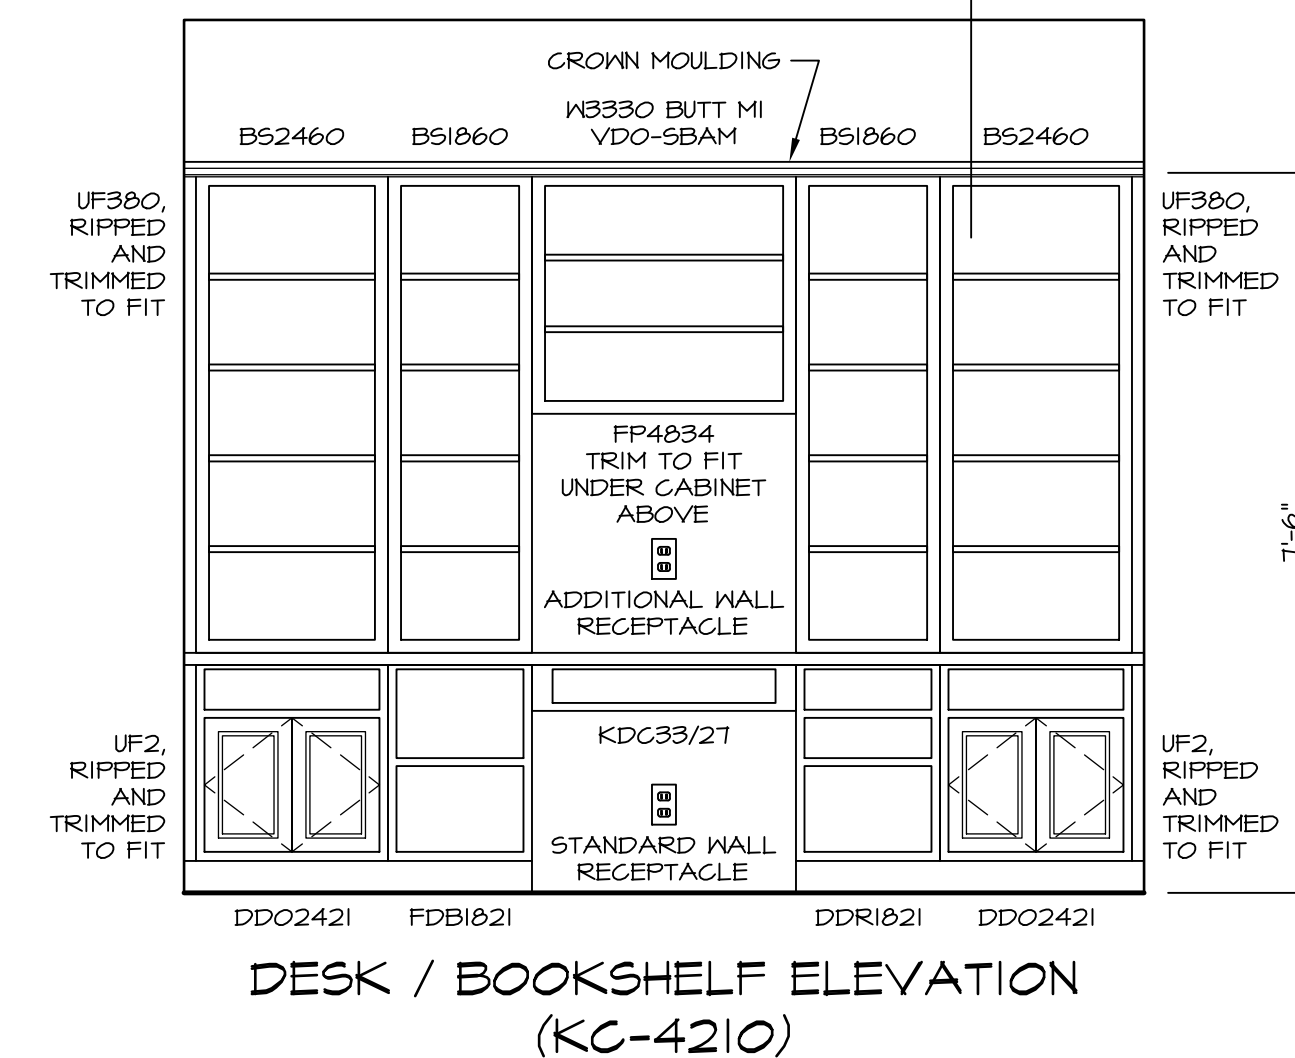 CROWN MOULDING
W3330 BUTT MI
VDO-SBAM
BS2460
BS1860
BS1860
BS2460
UF380,
RIPPED
AND
TRIMMED
TO FIT
UF380,
RIPPED
AND
TRIMMED
TO FIT
FP4834
TRIM TO FIT
UNDER CABINET
ABOVE
7'-6"
ADDITIONAL WALL
RECEPTACLE
KDC33/27
UF2,
RIPPED
AND
TRIMMED
TO FIT
UF2,
RIPPED
AND
TRIMMED
TO FIT
STANDARD WALL
RECEPTACLE
DDO2421
FDB1821
DDR1821
DDO2421
DESK / BOOKSHELF ELEVATION
(KC-4210)